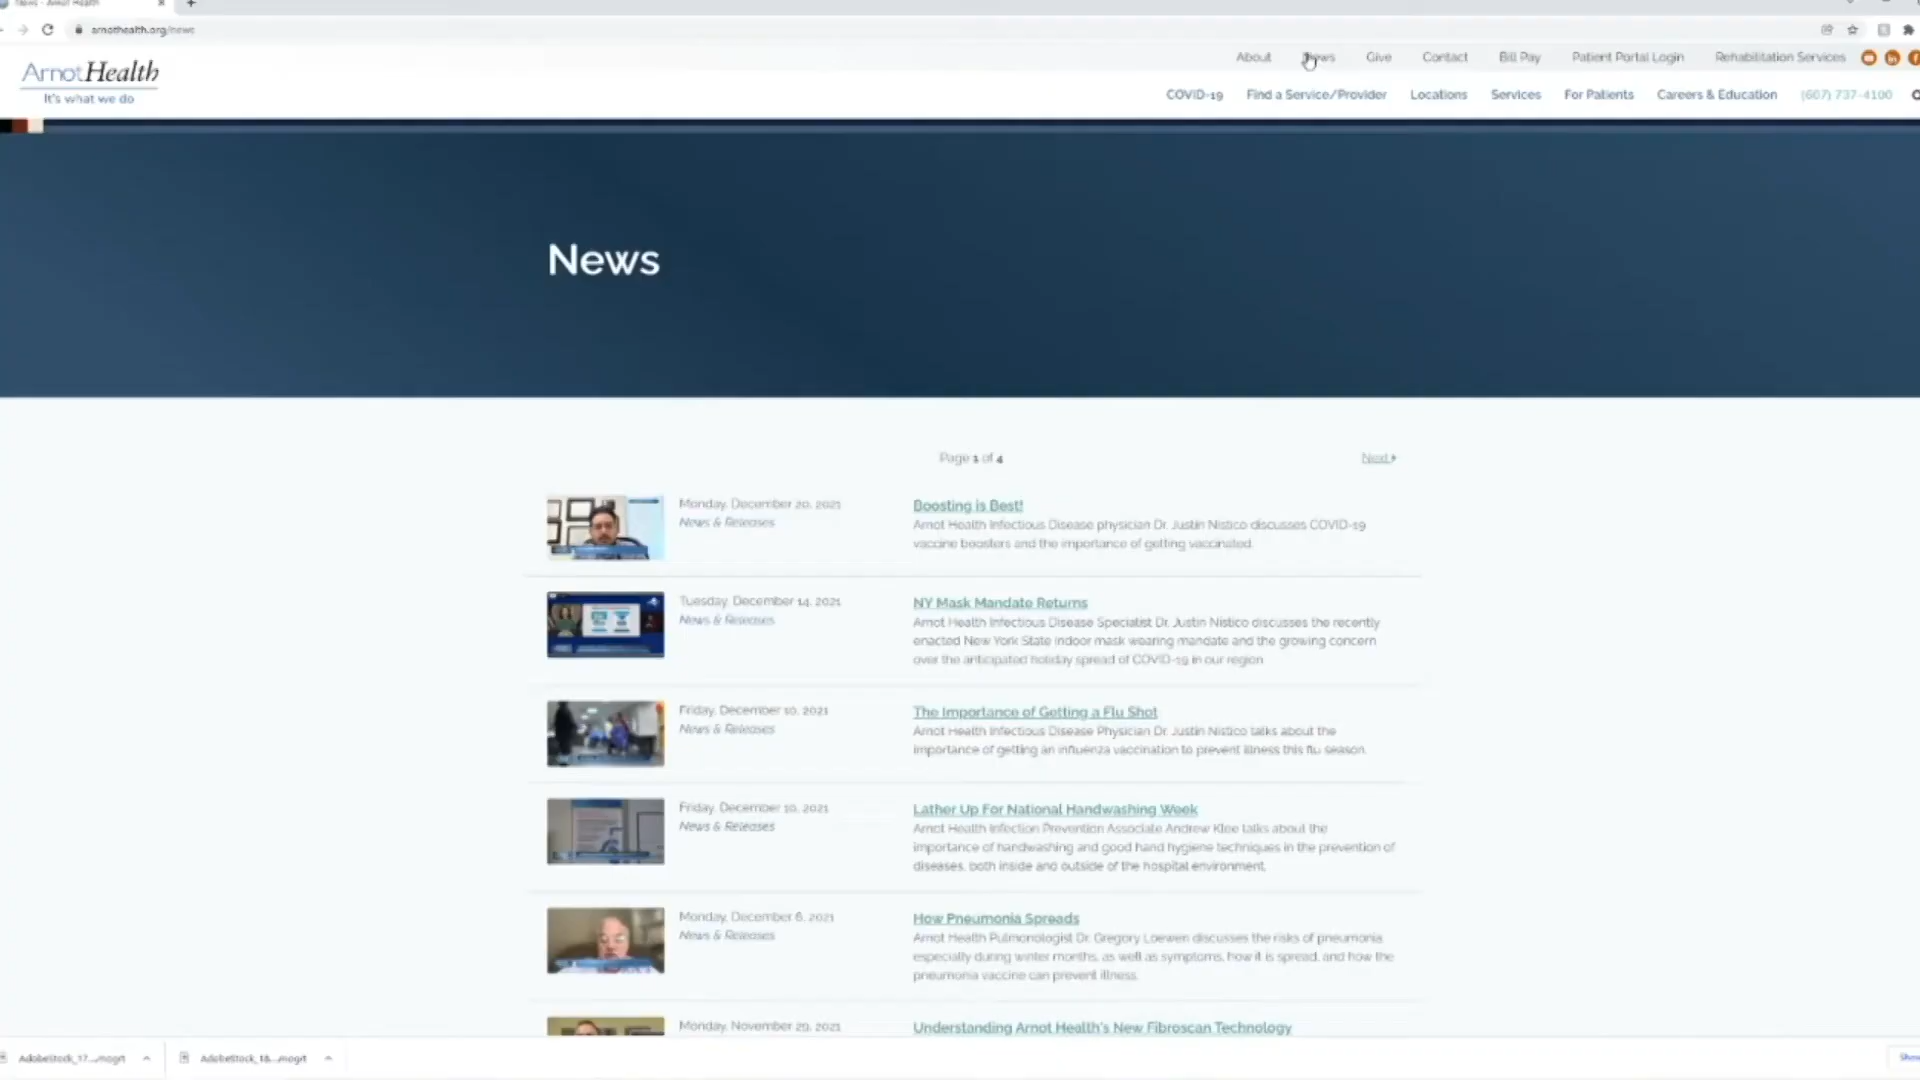 News - Arnot Health
arnothealth.org/news
ArnotHealth
It's what we do
About News Give Contact Bill Pay Patient Portal Login Rehabilitation Services
COVID-19 Find a Service/Provider Locations Services For Patients Careers & Education (607) 737-4100
News
Page 1 of 4
Next
Monday, December 20, 2021
News & Releases
Boosting is Best!
Arnot Health Infectious Disease physician Dr. Justin Nistico discusses COVID-19
vaccine boosters and the importance of getting vaccinated.
Tuesday, December 14, 2021
News & Releases
NY Mask Mandate Returns
Arnot Health Infectious Disease Specialist Dr. Justin Nistico discusses the recently
enacted New York State indoor mask wearing mandate and the growing concern
over the anticipated holiday spread of COVID-19 in our region
Friday, December 10, 2021
News & Releases
The Importance of Getting a Flu Shot
Arnot Health Infectious Disease Physician Dr. Justin Nistico talks about the
importance of getting an influenza vaccination to prevent illness this flu season.
Friday, December 10, 2021
News & Releases
Lather Up For National Handwashing Week
Arnot Health Infection Prevention Associate Andrew Klee talks about the
importance of handwashing and good hand hygiene techniques in the prevention of
diseases, both inside and outside of the hospital environment.
Monday, December 6, 2021
News & Releases
How Pneumonia Spreads
Arnot Health Pulmonologist Dr. Gregory Loewen discusses the risks of pneumonia
especially during winter months, as well as symptoms, how it is spread, and how the
pneumonia vaccine can prevent illness.
Monday, November 29, 2021
Understanding Arnot Health's New Fibroscan Technology
AdobeStock_17....mogrt AdobeStock_18....mogrt Show